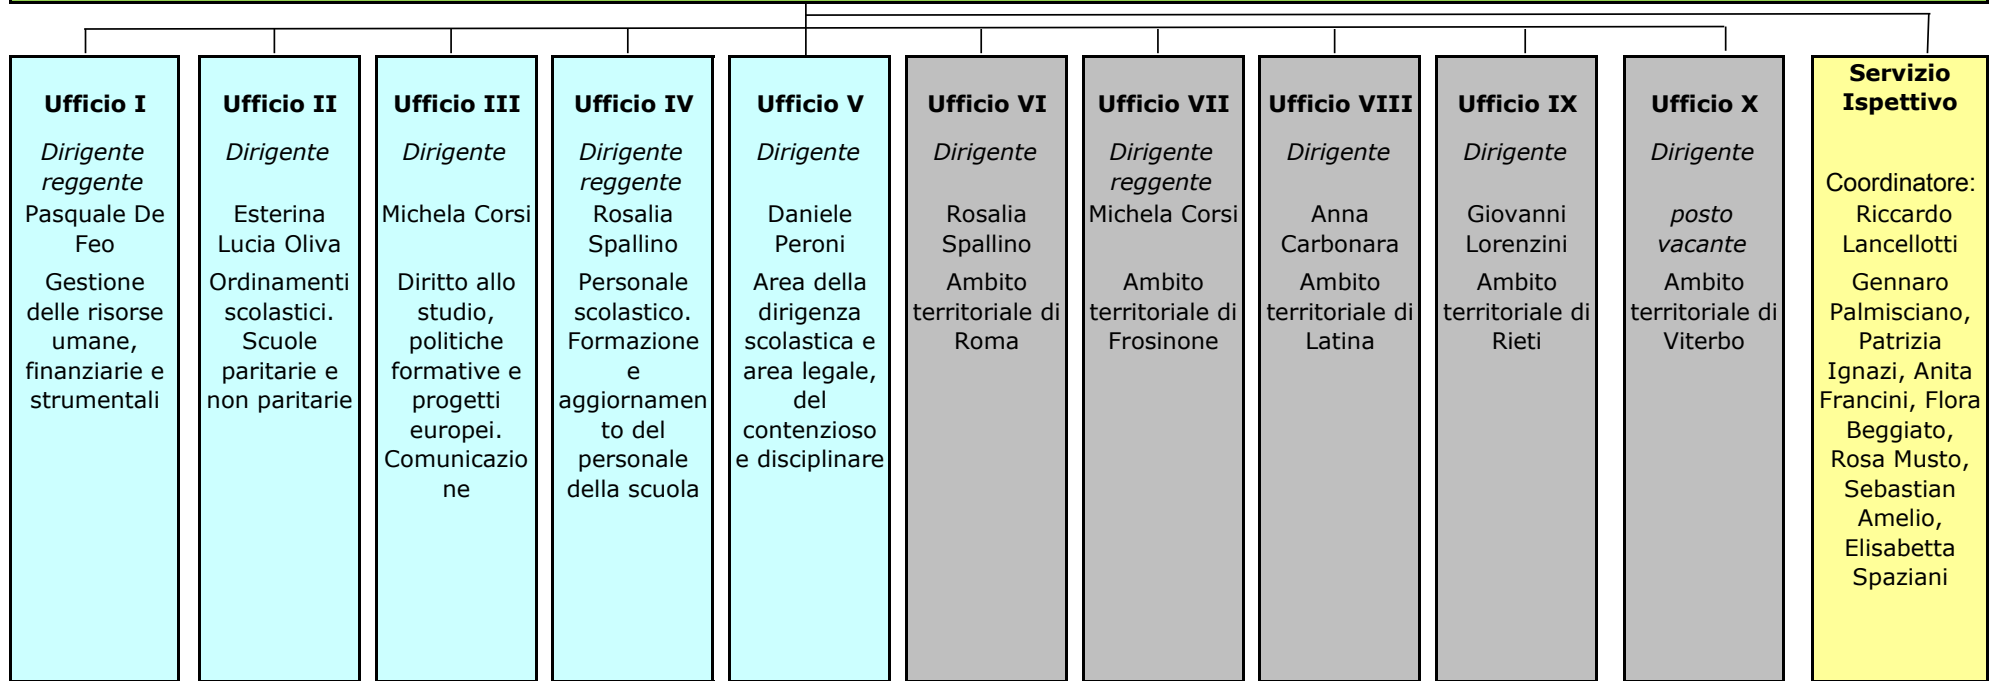 Ufficio I
Dirigente
reggente
Pasquale De
Feo
Gestione
delle risorse
umane,
finanziarie e
strumentali
Ufficio II
Dirigente
Esterina
Lucia Oliva
Ordinamenti
scolastici.
Scuole
paritarie e
non paritarie
Ufficio III
Dirigente
Michela Corsi
Diritto allo
studio,
politiche
formative e
progetti
europei.
Comunicazio
ne
Ufficio IV
Dirigente
reggente
Rosalia
Spallino
Personale
scolastico.
Formazione
e
aggiornamen
to del
personale
della scuola
Ufficio V
Dirigente
Daniele
Peroni
Area della
dirigenza
scolastica e
area legale,
del
contenzioso
e disciplinare
Ufficio VI
Dirigente
Rosalia
Spallino
Ambito
territoriale di
Roma
Ufficio VII
Dirigente
reggente
Michela Corsi
Ambito
territoriale di
Frosinone
Ufficio VIII
Dirigente
Anna
Carbonara
Ambito
territoriale di
Latina
Ufficio IX
Dirigente
Giovanni
Lorenzini
Ambito
territoriale di
Rieti
Ufficio X
Dirigente
posto
vacante
Ambito
territoriale di
Viterbo
Servizio
Ispettivo
Coordinatore:
Riccardo
Lancellotti
Gennaro
Palmisciano,
Patrizia
Ignazi, Anita
Francini, Flora
Beggiato,
Rosa Musto,
Sebastian
Amelio,
Elisabetta
Spaziani